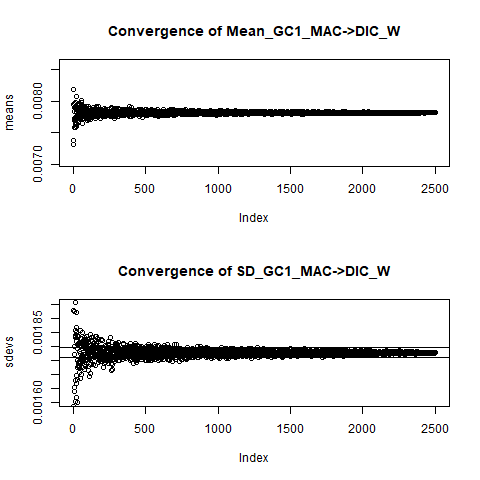 Convergence of Mean_GC1_MAC->DIC_W
means
0.0080
0.0070
0 500 1000 1500 2000 2500
Index
Convergence of SD_GC1_MAC->DIC_W
sdevs
0.00185
0.00160
0 500 1000 1500 2000 2500
Index